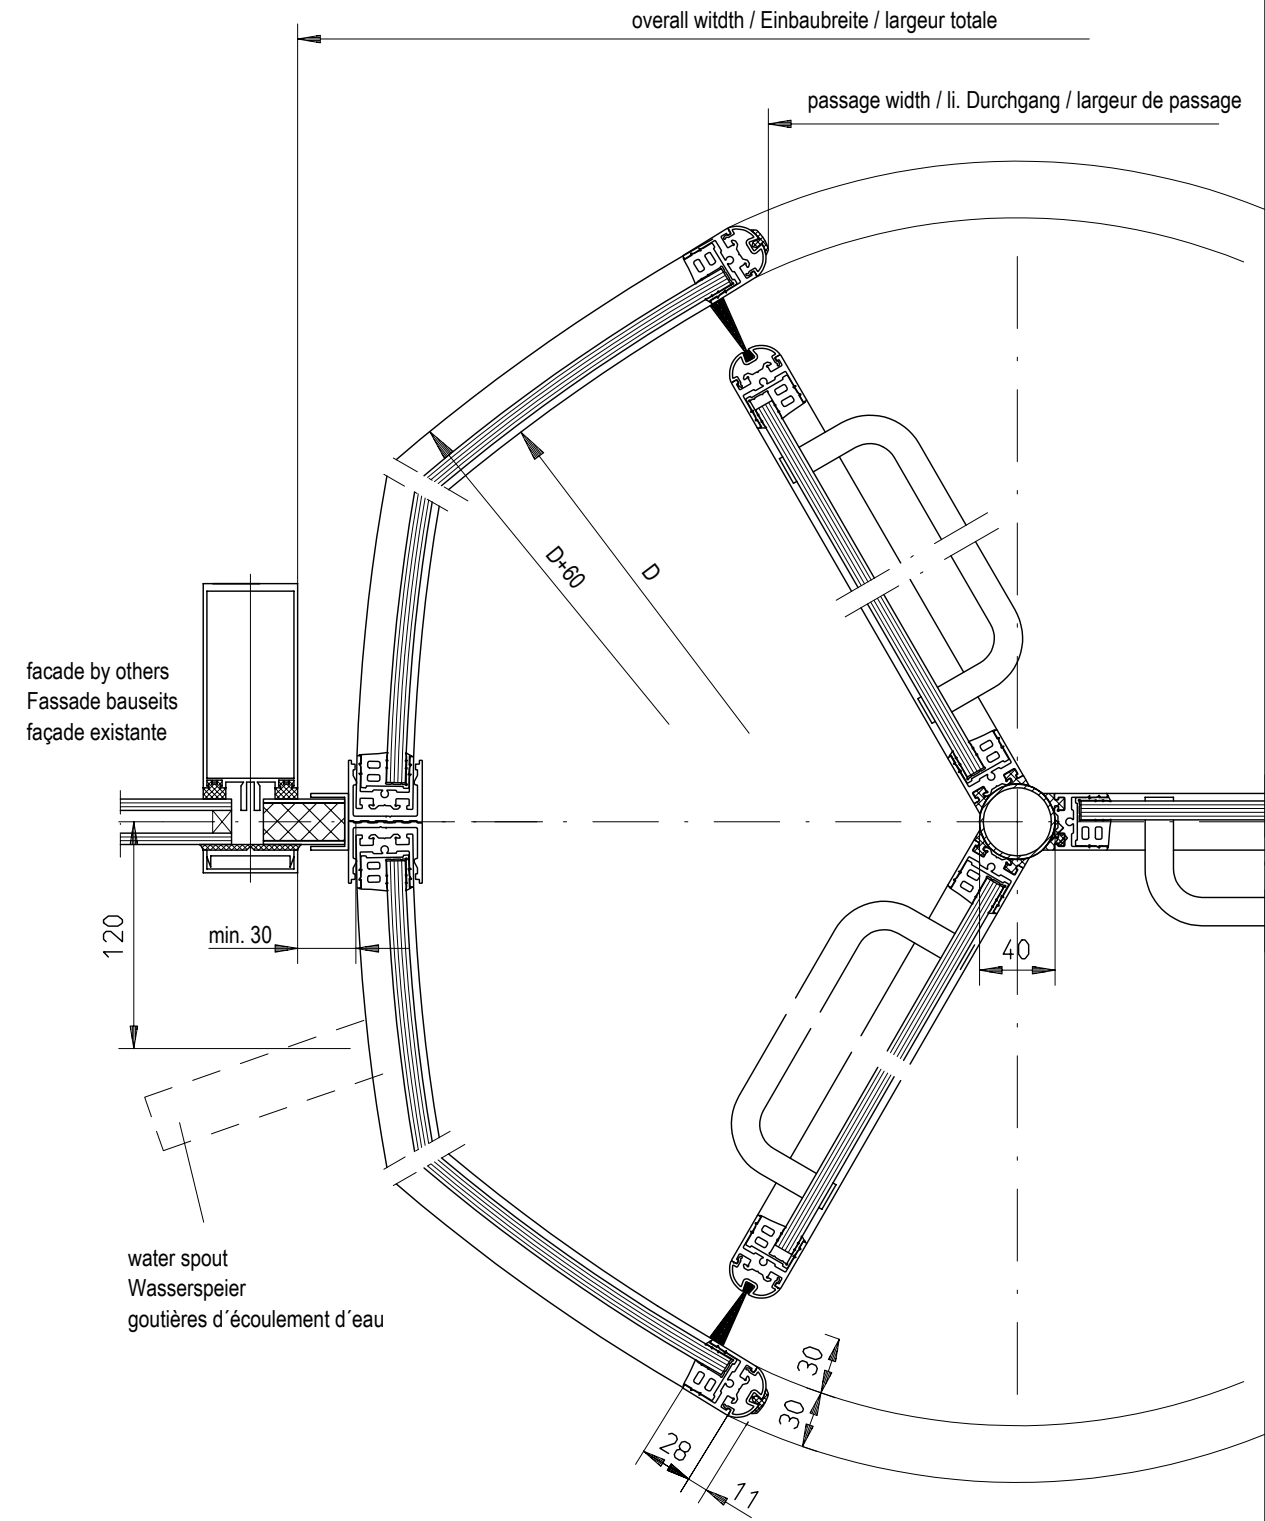 overall witdth / Einbaubreite / largeur totale
passage width / li. Durchgang / largeur de passage
D+60
D
facade by others
Fassade bauseits
façade existante
120
min. 30
40
water spout
Wasserspeier
goutières d´écoulement d´eau
30
30
28
11